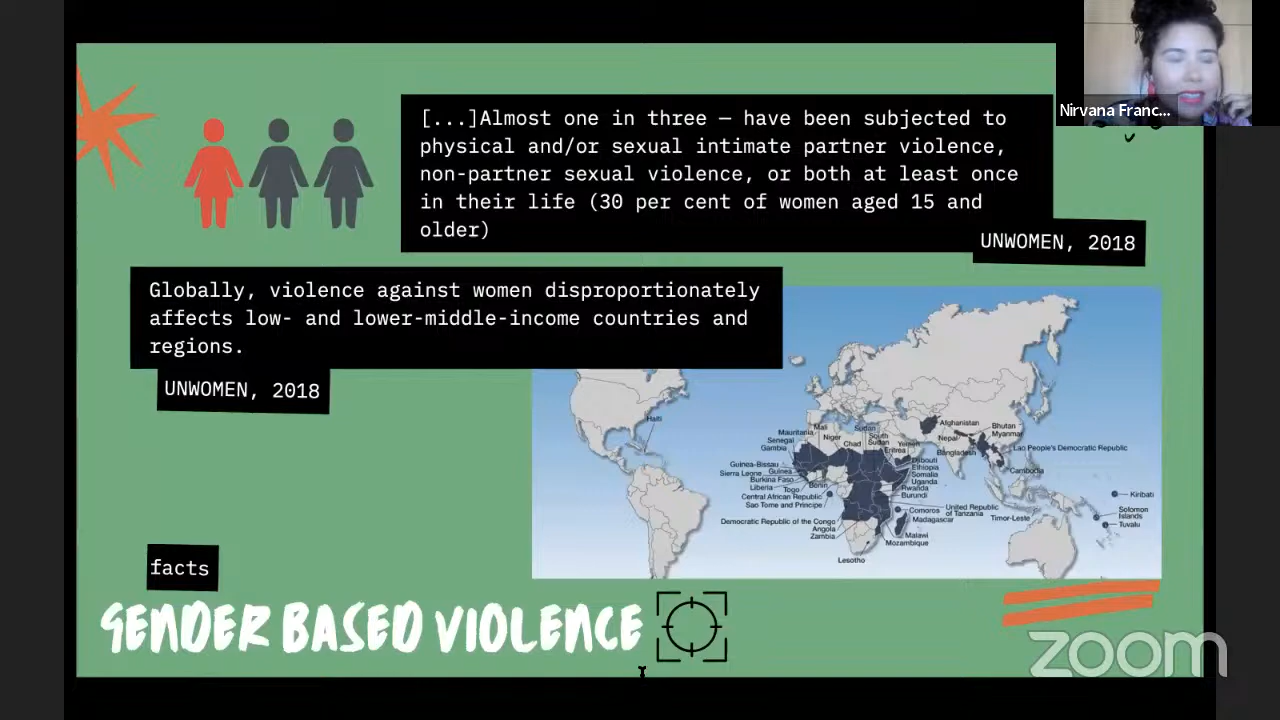 Nirvana Franc...
[...]Almost one in three — have been subjected to
physical and/or sexual intimate partner violence,
non-partner sexual violence, or both at least once
in their life (30 per cent of women aged 15 and
older)
UNWOMEN, 2018
Globally, violence against women disproportionately
affects low- and lower-middle-income countries and
regions.
UNWOMEN, 2018
Haiti
Mauritania
Mali
Niger
Chad
Sudan
South
Sudan
Eritrea
Yemen
Senegal
Gambia
Guinea-Bissau
Guinea
Sierra Leone
Burkina Faso
Liberia
Togo
Benin
Central African Republic
Sao Tome and Principe
Democratic Republic of the Congo
Angola
Zambia
Lesotho
Djibouti
Ethiopia
Somalia
Uganda
Rwanda
Burundi
United Republic
of Tanzania
Comoros
Madagascar
Malawi
Mozambique
Afghanistan
Nepal
Bangladesh
Bhutan
Myanmar
Lao People's Democratic Republic
Cambodia
Timor-Leste
Kiribati
Solomon
Islands
Tuvalu
facts
GENDER BASED VIOLENCE
zoom